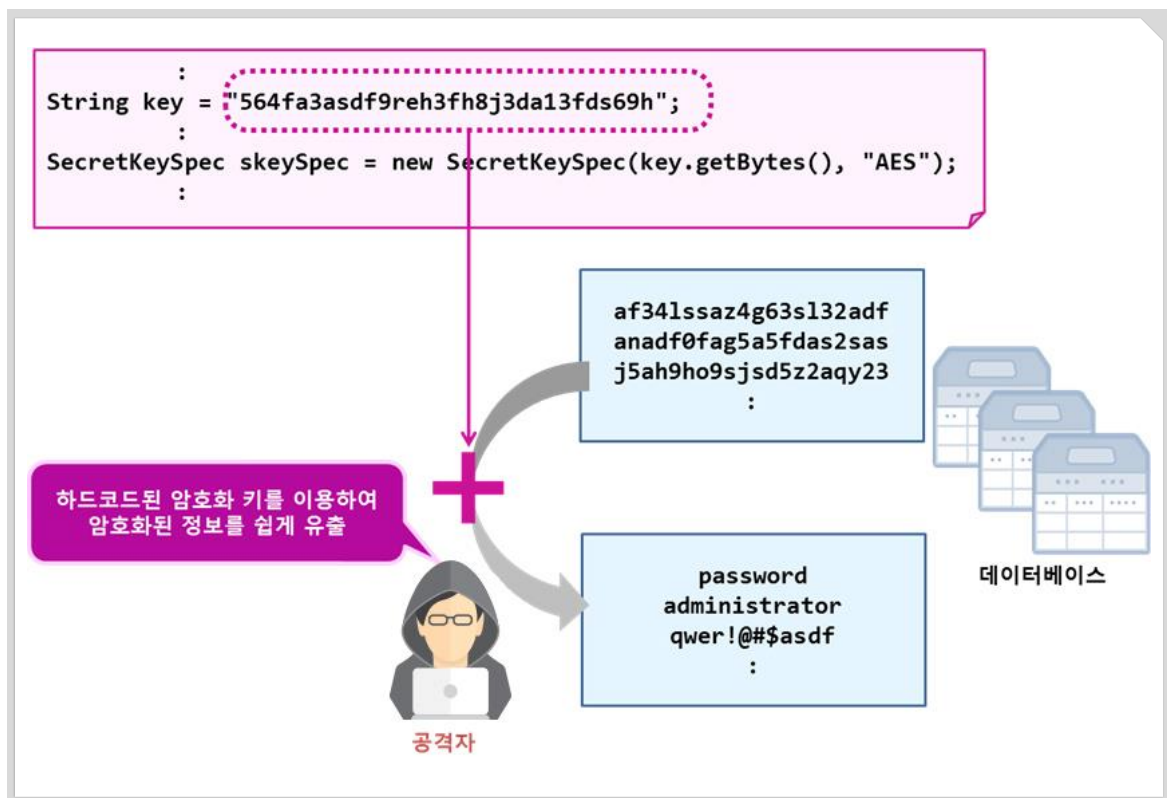 :
String key = "564fa3asdf9reh3fh8j3da13fds69h";
:
SecretKeySpec skeySpec = new SecretKeySpec(key.getBytes(), "AES");
:
af34lssaz4g63sl32adf
anadf0fag5a5fdas2sas
j5ah9ho9sjsd5z2aqy23
:
하드코드된 암호화 키를 이용하여
암호화된 정보를 쉽게 유출
데이터베이스
password
administrator
qwer!@#$asdf
:
공격자